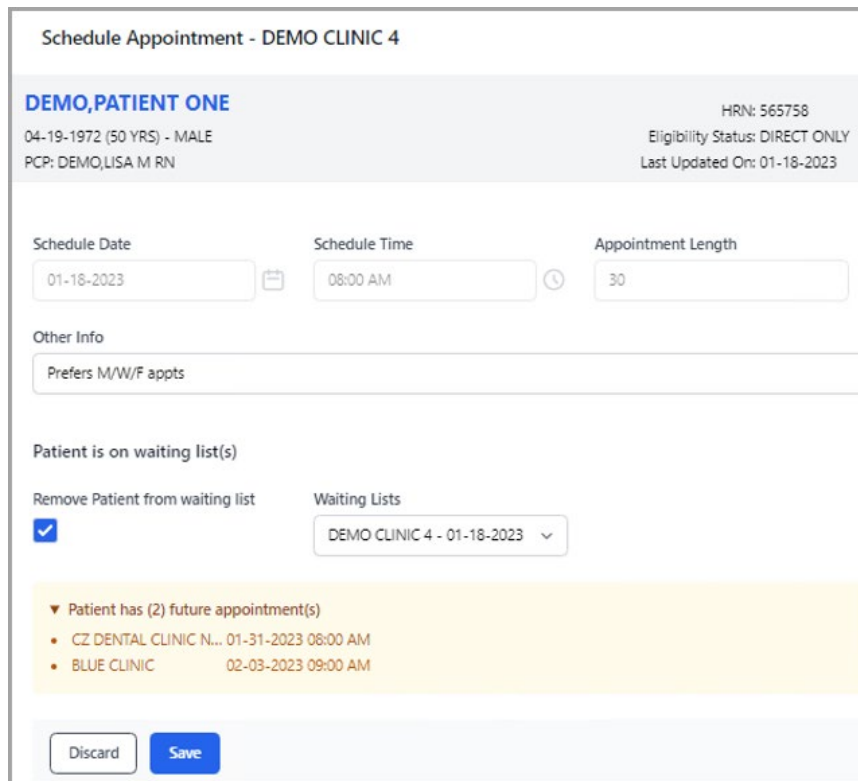 Schedule Appointment - DEMO CLINIC 4
DEMO,PATIENT ONE
04-19-1972 (50 YRS) - MALE
PCP: DEMO,LISA M RN
HRN: 565758
Eligibility Status: DIRECT ONLY
Last Updated On: 01-18-2023
Schedule Date
Schedule Time
Appointment Length
01-18-2023
08:00 AM
30
Other Info
Prefers M/W/F appts
Patient is on waiting list(s)
Remove Patient from waiting list
Waiting Lists
DEMO CLINIC 4 - 01-18-2023
Patient has (2) future appointment(s)
CZ DENTAL CLINIC N... 01-31-2023 08:00 AM
BLUE CLINIC 02-03-2023 09:00 AM
Discard
Save